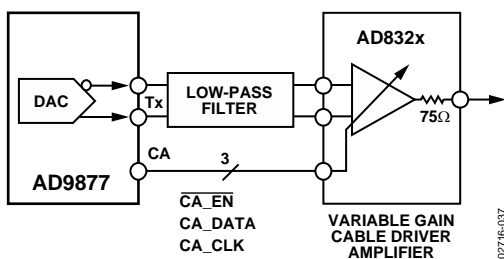 AD832x
DAC
Tx
LOW-PASS
FILTER
75Ω
CA
3
AD9877
CA_EN
CA_DATA
CA_CLK
VARIABLE GAIN
CABLE DRIVER
AMPLIFIER
02716-037